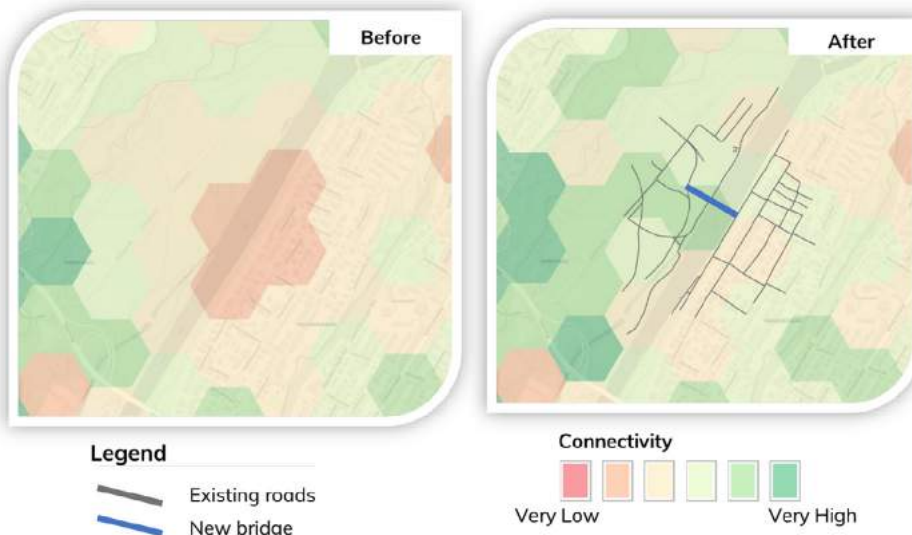 Before
After
Legend
Existing roads
New bridge
Connectivity
Very Low
Very High